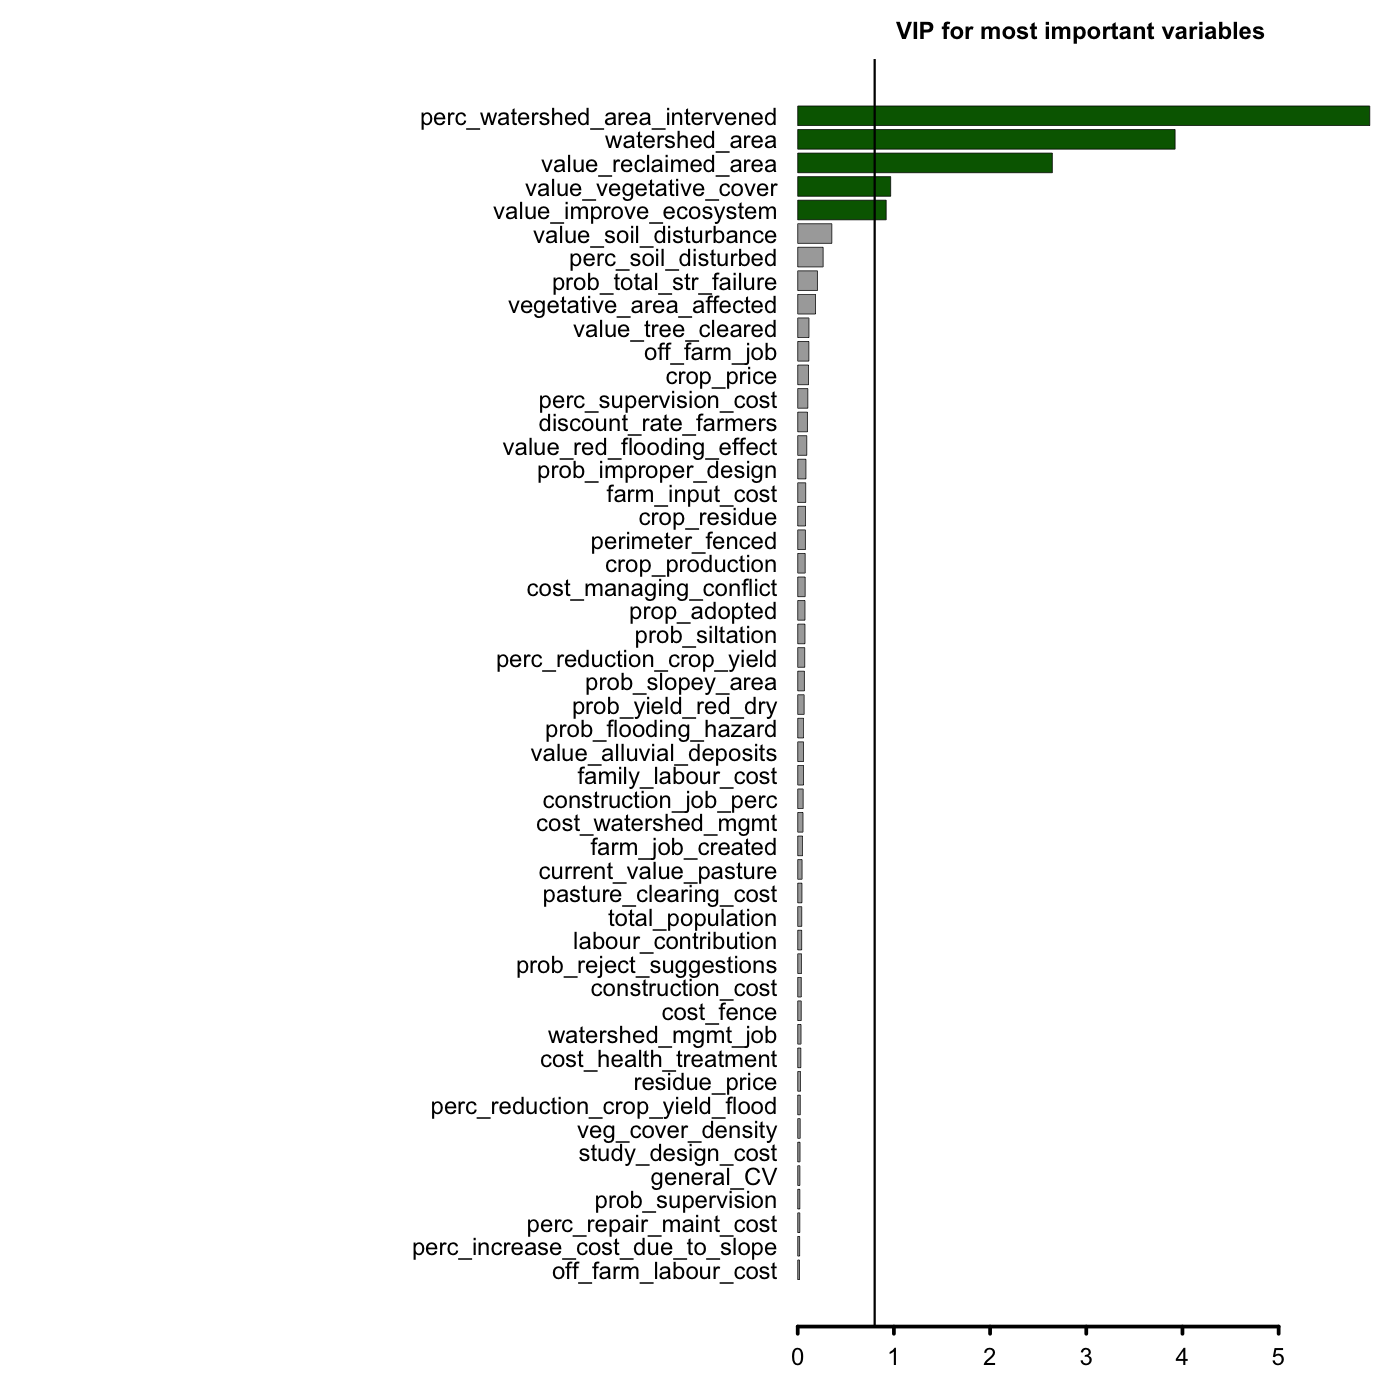 VIP for most important variables
perc_watershed_area_intervened
watershed_area
value_reclaimed_area
value_vegetative_cover
value_improve_ecosystem
value_soil_disturbance
perc_soil_disturbed
prob_total_str_failure
vegetative_area_affected
value_tree_cleared
off_farm_job
crop_price
perc_supervision_cost
discount_rate_farmers
value_red_flooding_effect
prob_improper_design
farm_input_cost
crop_residue
perimeter_fenced
crop_production
cost_managing_conflict
prop_adopted
prob_siltation
perc_reduction_crop_yield
prob_slopey_area
prob_yield_red_dry
prob_flooding_hazard
value_alluvial_deposits
family_labour_cost
construction_job_perc
cost_watershed_mgmt
farm_job_created
current_value_pasture
pasture_clearing_cost
total_population
labour_contribution
prob_reject_suggestions
construction_cost
cost_fence
watershed_mgmt_job
cost_health_treatment
residue_price
perc_reduction_crop_yield_flood
veg_cover_density
study_design_cost
general_CV
prob_supervision
perc_repair_maint_cost
perc_increase_cost_due_to_slope
off_farm_labour_cost
0 1 2 3 4 5